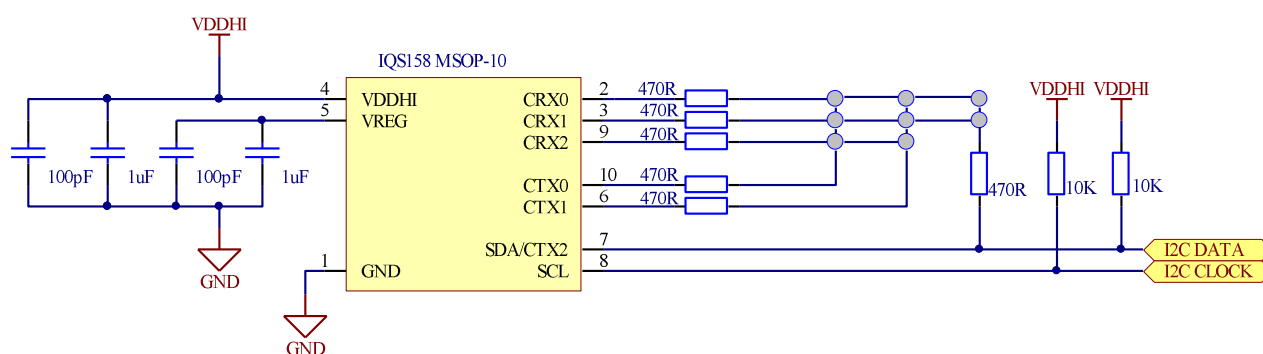 VDDHI
IQS158 MSOP-10
4 VDDHI
5 VREG
1 GND
CRX0 2 470R
CRX1 3 470R
CRX2 9 470R
CTX0 10 470R
CTX1 6 470R
SDA/CTX2 7
SCL 8
100pF 1uF 100pF 1uF
GND
GND
VDDHI VDDHI
470R 10K 10K
I2C DATA
I2C CLOCK